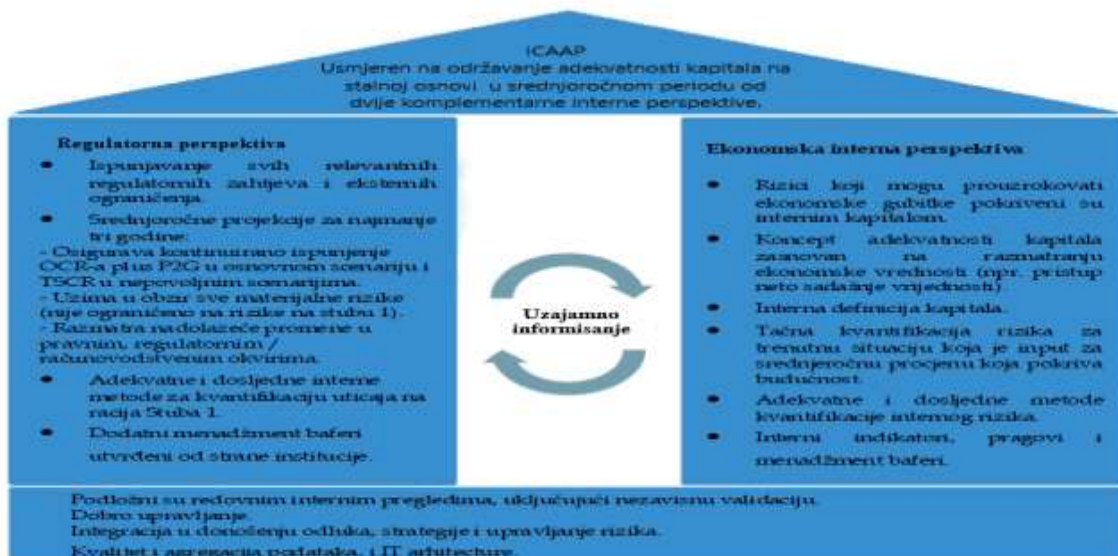 ICAAP
Usmjeren na održavanje adekvatnosti kapitala na
stalnoj osnovi u srednjoročnom periodu od
dvije komplementarne interne perspektive.
Regulatorna perspektiva
• Ispunjavanje svih relevantnih
regulatornih zahtjeva i eksternih
ograničenja.
• Srednjoročne projekcije za najmanje
tri godine:
- Osigurava kontinuirano ispunjenje
OCR-a plus P2G u osnovnom scenariju i
TSCR u nepovoljnim scenarijima.
- Uzima u obzir sve materijalne rizike
(nije ograničeno na rizike na stubu 1).
- Razmatra nadolazeće promene u
pravnim, regulatornim /
računovodstvenim okvirima.
• Adekvatne i dosljedne interne
metode za kvantifikaciju uticaja na
racija Stuba 1.
• Dodatni menadžment baferi
utvrđeni od strane institucije.
Uzajamno
informisanje
Ekonomska interna perspektiva
• Rizici koji mogu prouzrokovati
ekonomske gubitke pokriveni su
internim kapitalom.
• Koncept adekvatnosti kapitala
zasnovan na razmatranju
ekonomske vrednosti (npr. pristup
neto sadašnje vrijednosti).
• Interna definicija kapitala.
• Tačna kvantifikacija rizika za
trenutnu situaciju koja je input za
srednjeročnu procjenu koja pokriva
budućnost.
• Adekvatne i dosljedne metode
kvantifikacije internog rizika.
• Interni indikatori, pragovi i
menadžment baferi.
Podložni su redovnim internim pregledima, uključujući nezavisnu validaciju.
Dobro upravljanje.
Integracija u donošenju odluka, strategije i upravljanje rizika.
Kvalitet i agregacija podataka, i IT arhitecture.